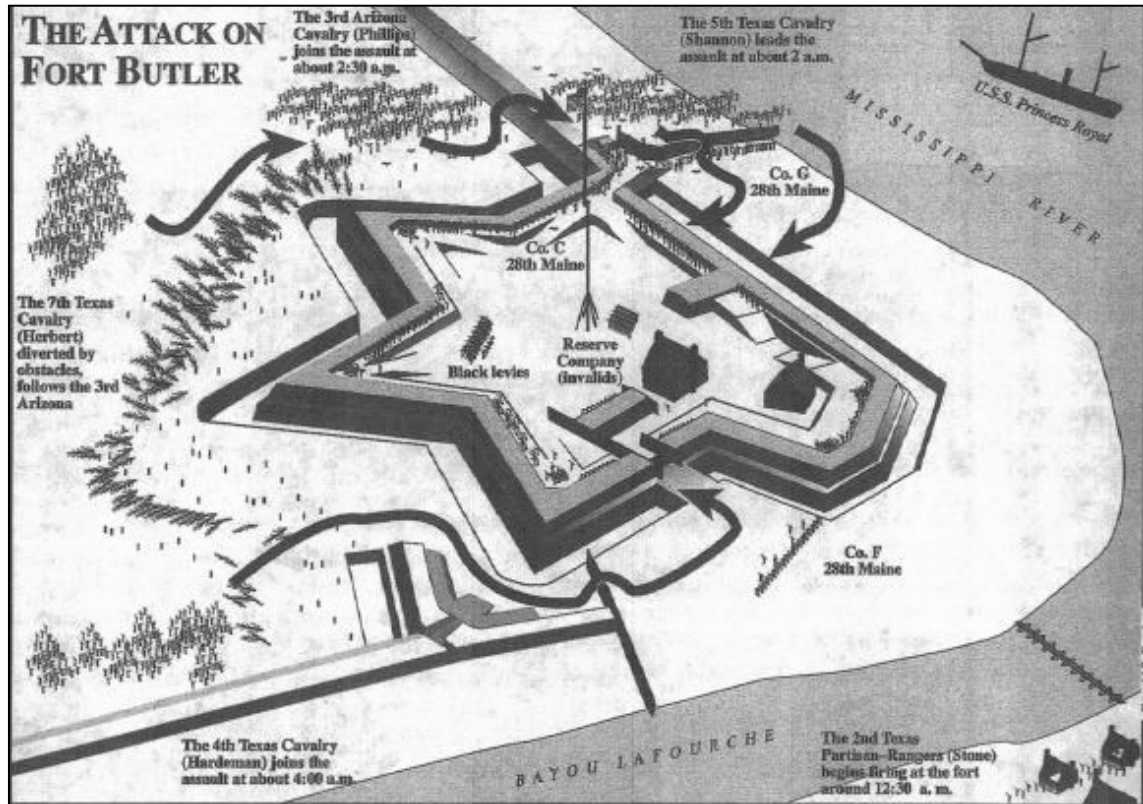 THE ATTACK ON
FORT BUTLER
The 3rd Arizona
Cavalry (Phillips)
joins the assault at
about 2:30 a.m.
The 5th Texas Cavalry
(Shannon) leads the
assault at about 2 a.m.
U.S.S. Princess Royal
MISSISSIPPI
RIVER
Co. G
28th Maine
Co. C
28th Maine
The 7th Texas
Cavalry
(Herbert)
diverted by
obstacles,
follows the 3rd
Arizona
Black levies
Reserve
Company
(invalids)
Co. F
28th Maine
The 4th Texas Cavalry
(Hardeman) joins the
assault at about 4:00 a.m.
BAYOU LAFOURCHE
The 2nd Texas
Partisan-Rangers (Stone)
begins firing at the fort
around 12:30 a. m.